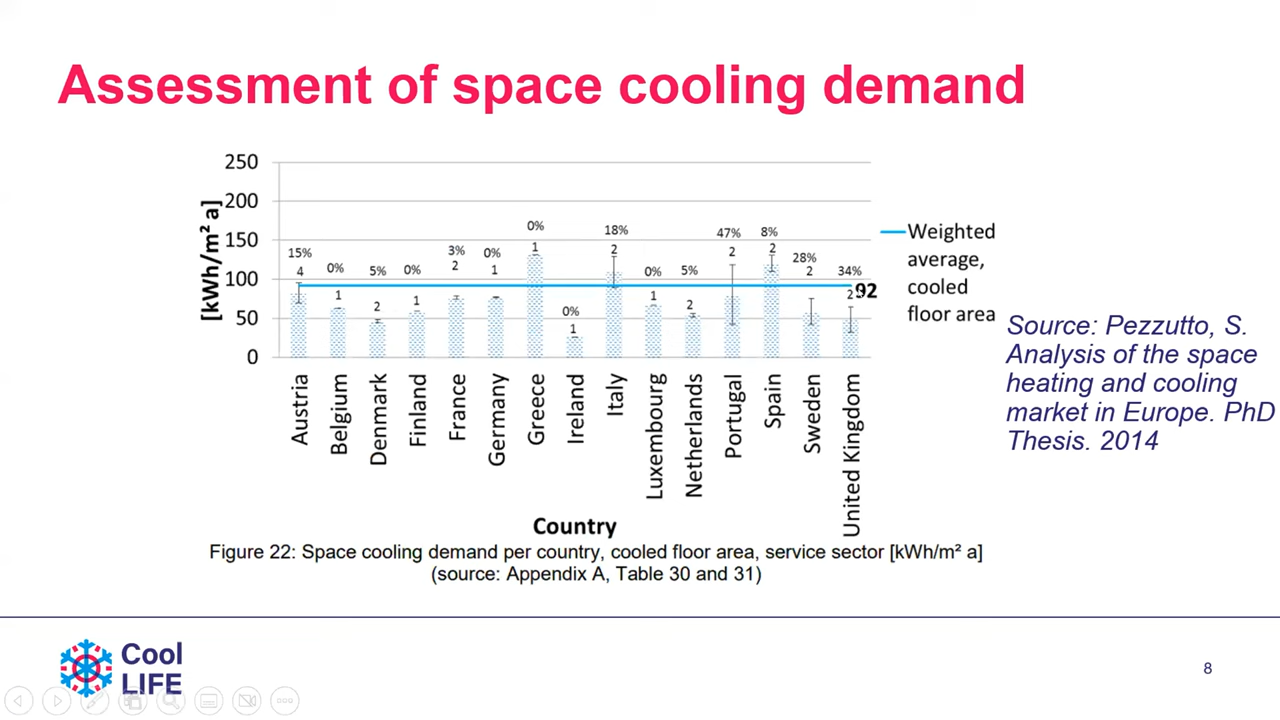 Assessment of space cooling demand
250
200
150
100
50
0
[kWh/m² a]
15%
4
0%
1
5%
2
0%
1
3%
2
0%
1
0%
1
0%
1
18%
2
0%
1
5%
2
47%
2
8%
2
28%
2
34%
2
92
Weighted
average,
cooled
floor area
Austria
Belgium
Denmark
Finland
France
Germany
Greece
Ireland
Italy
Luxembourg
Netherlands
Portugal
Spain
Sweden
United Kingdom
Country
Figure 22: Space cooling demand per country, cooled floor area, service sector [kWh/m² a]
(source: Appendix A, Table 30 and 31)
Source: Pezzutto, S.
Analysis of the space
heating and cooling
market in Europe. PhD
Thesis. 2014
Cool
LIFE
8